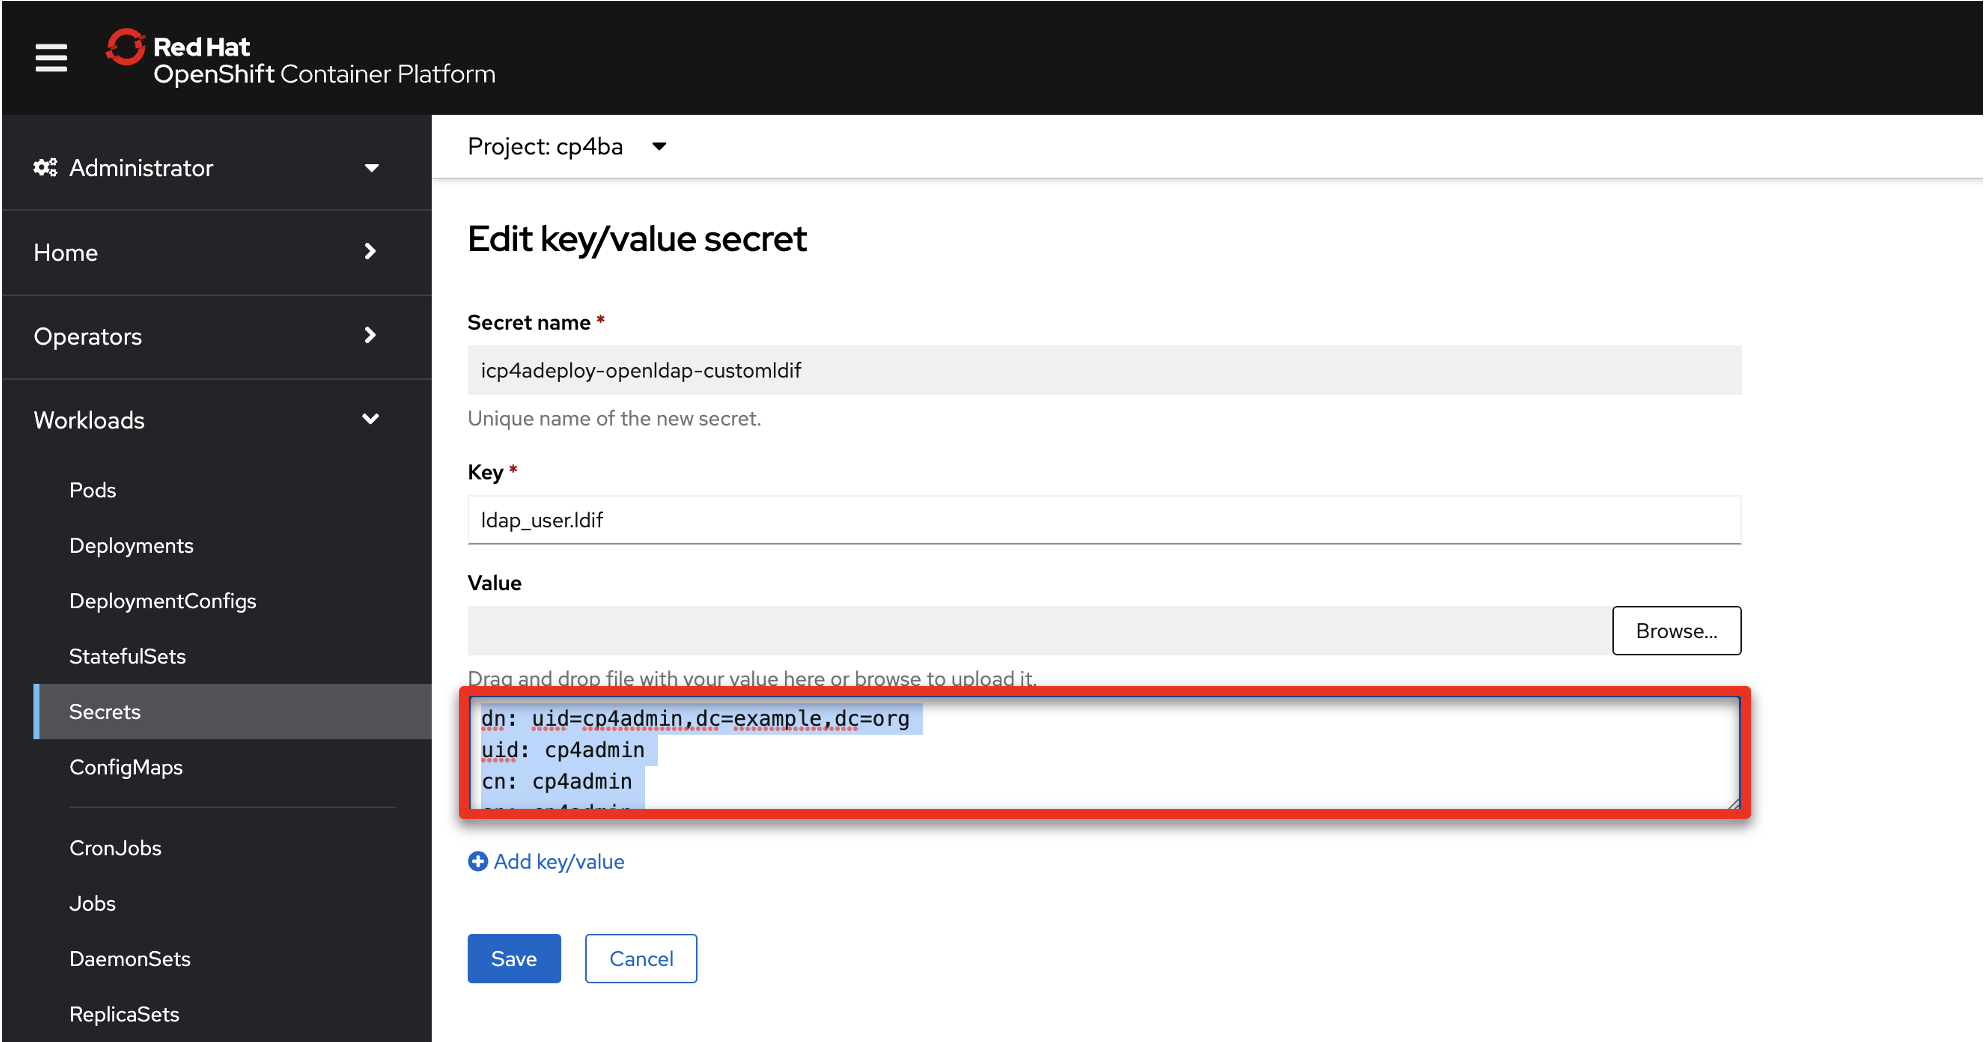 Red Hat
OpenShift Container Platform
Administrator
Home
Operators
Workloads
Pods
Deployments
DeploymentConfigs
StatefulSets
Secrets
ConfigMaps
CronJobs
Jobs
DaemonSets
ReplicaSets
Project: cp4ba
Edit key/value secret
Secret name *
icp4adeploy-openldap-customldif
Unique name of the new secret.
Key *
ldap_user.ldif
Value
Browse...
Drag and drop file with your value here or browse to upload it.
dn: uid=cp4admin,dc=example,dc=org
uid: cp4admin
cn: cp4admin
sn: cp4admin
Add key/value
Save
Cancel